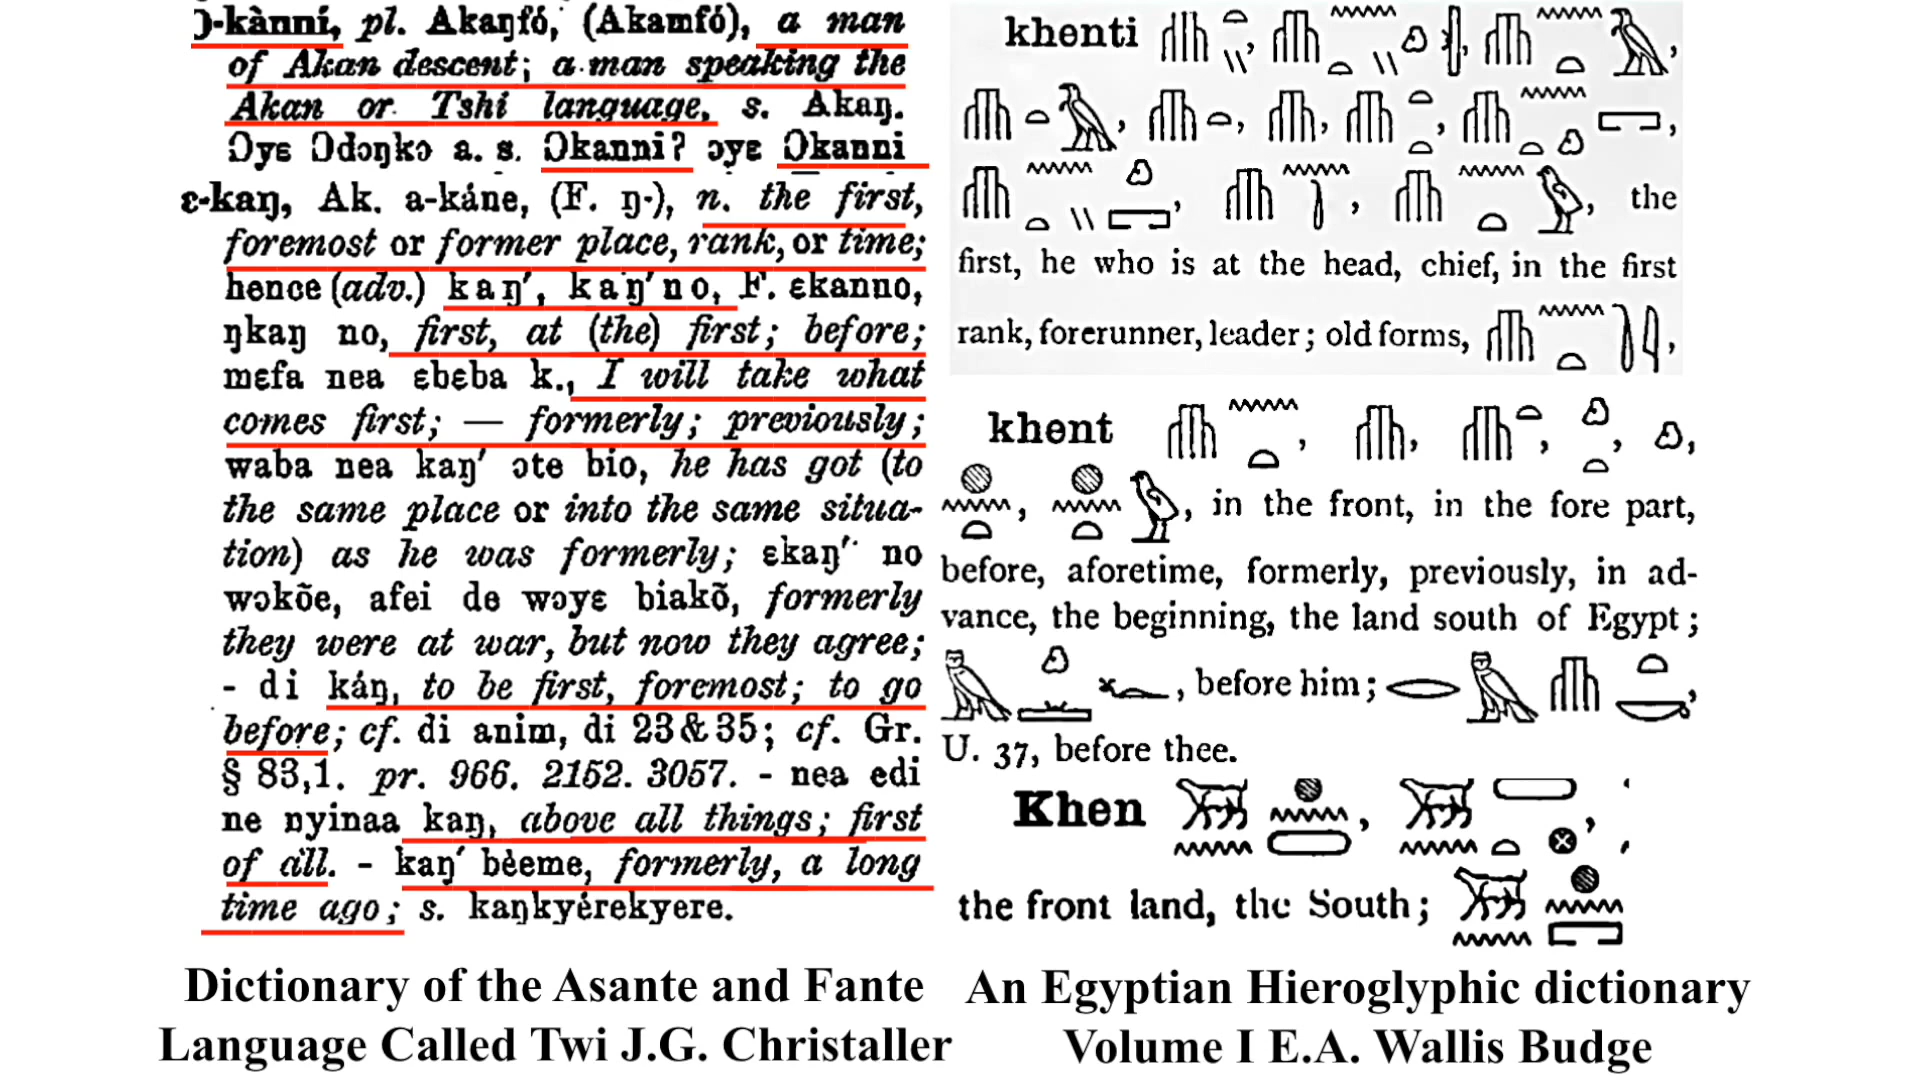 Ɔ-kànní, pl. Akaŋfó, (Akamfó), a man
of Akan descent; a man speaking the
Akan or Tshi language, s. Akaŋ.
Ɔyɛ Ɔdɔŋkɔ a. s. Ɔkanni? ɔyɛ Ɔkanni
ɛ-kaŋ, Ak. a-káne, (F. ŋ-), n. the first,
foremost or former place, rank, or time;
hence (adv.) kaŋ', kaŋ' no, F. ɛkanno,
ŋkaŋ no, first, at (the) first; before;
mɛfa nea ɛbɛba k., I will take what
comes first; — formerly; previously;
waba nea kaŋ' ɔte bio, he has got (to
the same place or into the same situa-
tion) as he was formerly; ɛkaŋ' no
wɔkõe, afei de wɔyɛ biakõ, formerly
they were at war, but now they agree;
- di káŋ, to be first, foremost; to go
before; cf. di anim, di 23 & 35; cf. Gr.
§ 83,1. pr. 966. 2152. 3057. - nea edi
ne nyinaa kaŋ, above all things; first
of all. - kaŋ' bèeme, formerly, a long
time ago; s. kaŋkyérekyere.
Dictionary of the Asante and Fante
Language Called Twi J.G. Christaller
khenti
the
first, he who is at the head, chief, in the first
rank, forerunner, leader; old forms,
khent
in the front, in the fore part,
before, aforetime, formerly, previously, in ad-
vance, the beginning, the land south of Egypt;
before him;
U. 37, before thee.
Khen
the front land, the South;
An Egyptian Hieroglyphic dictionary
Volume I E.A. Wallis Budge